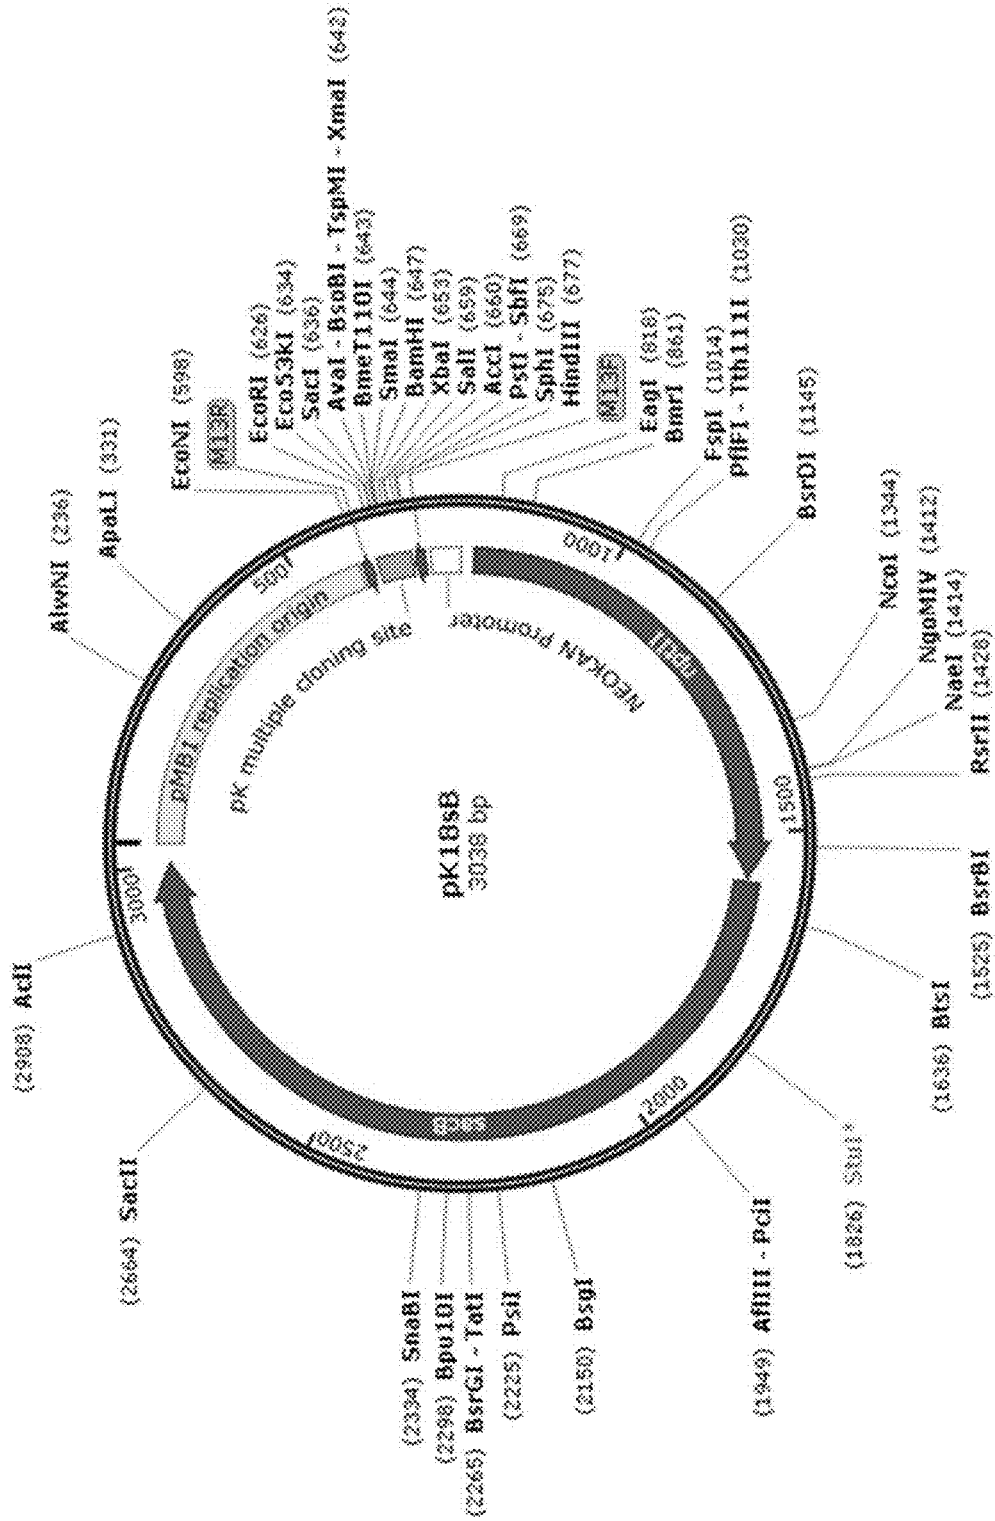 AlwNI (236)
ApaLI (331)
EcoNI (598)
M13R
EcoRI (626)
Eco53KI (634)
SacI (636)
AvaI - BsoBI - TspMI - XmaI (642)
BmeT110I (643)
SmaI (644)
BamHI (647)
XbaI (653)
SalI (659)
AccI (660)
PstI - SbfI (669)
SphI (675)
HindIII (677)
M13F
EagI (818)
BmrI (861)
FspI (1014)
PflFI - Tth111I (1030)
BsrDI (1145)
NcoI (1344)
NgoMIV (1412)
NaeI (1414)
RsrII (1428)
(1525) BsrBI
(1636) BtsI
(1826) StuI*
(1949) AflIII - PciI
(2150) BsgI
(2225) PsiI
(2265) BsrGI - TatI
(2298) Bpu10I
(2334) SnaBI
(2664) SacII
(2908) AclI
500
1000
1500
2000
2500
3000
pMB1 replication origin
pK multiple cloning site
NEOKAN Promoter
sacB
pK18sB
3038 bp